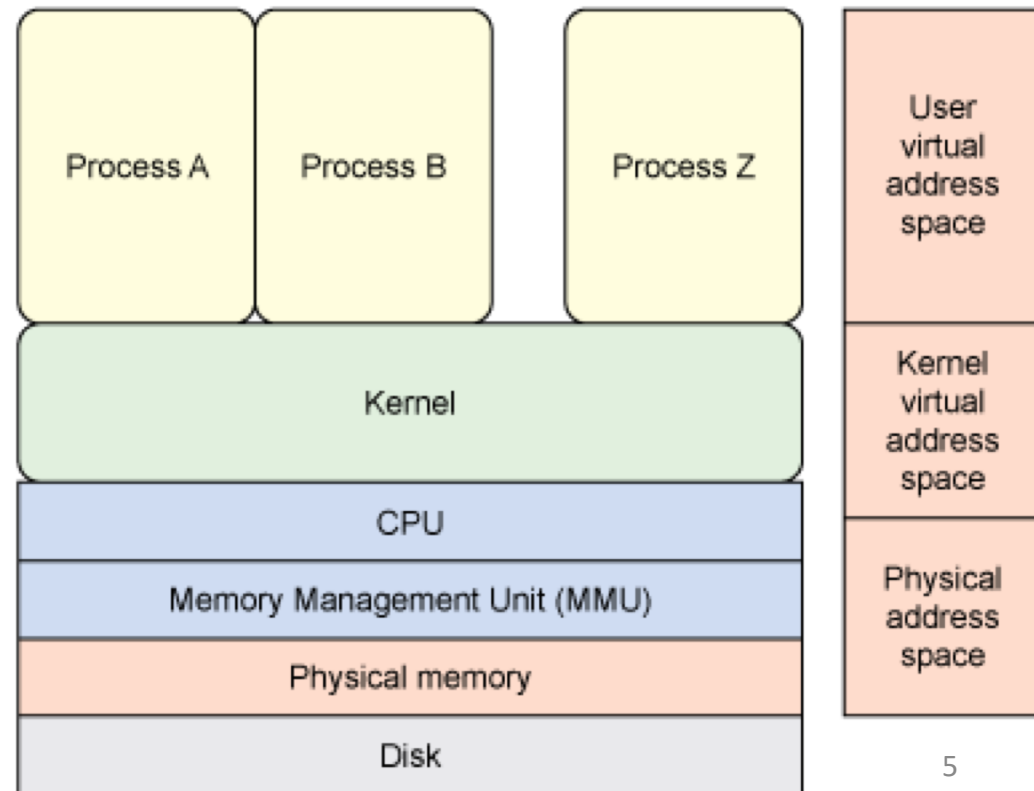 Process A
Process B
Process Z
Kernel
CPU
Memory Management Unit (MMU)
Physical memory
Disk
User
virtual
address
space
Kernel
virtual
address
space
Physical
address
space
5